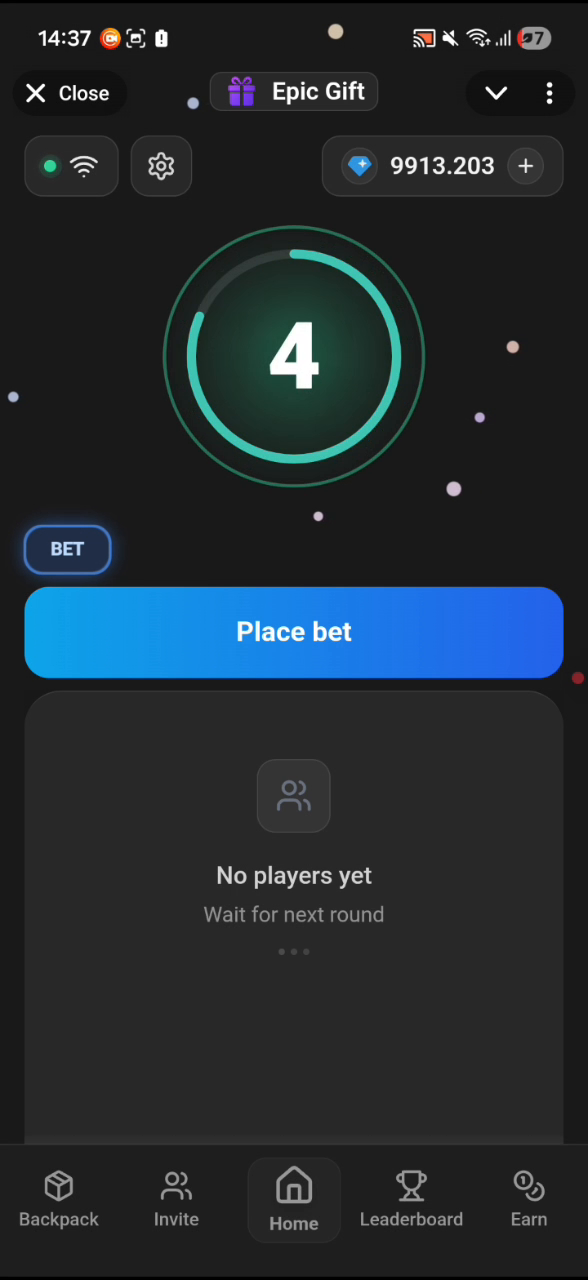 14:37
7
Close
Epic Gift
9913.203
4
BET
Place bet
No players yet
Wait for next round
Backpack
Invite
Home
Leaderboard
Earn